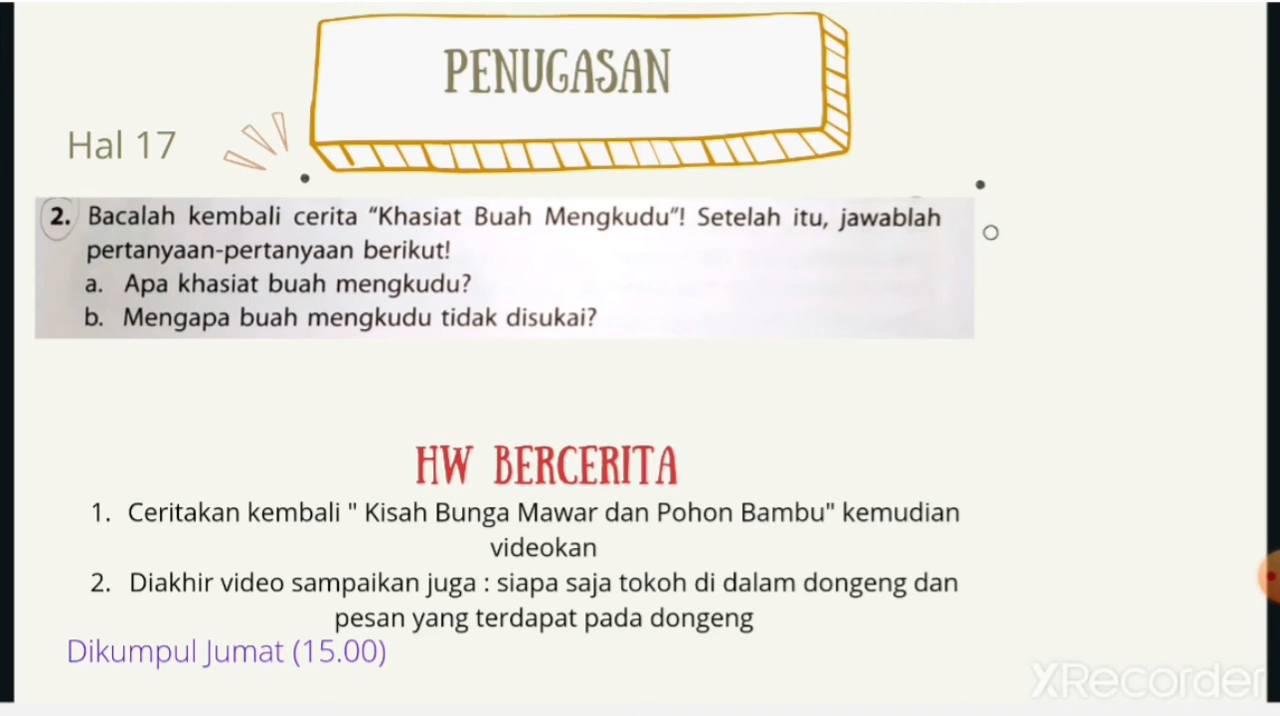 PENUGASAN
Hal 17
2. Bacalah kembali cerita “Khasiat Buah Mengkudu”! Setelah itu, jawablah
pertanyaan-pertanyaan berikut!
a. Apa khasiat buah mengkudu?
b. Mengapa buah mengkudu tidak disukai?
HW BERCERITA
1. Ceritakan kembali " Kisah Bunga Mawar dan Pohon Bambu" kemudian
videokan
2. Diakhir video sampaikan juga : siapa saja tokoh di dalam dongeng dan
pesan yang terdapat pada dongeng
Dikumpul Jumat (15.00)
XRecorder